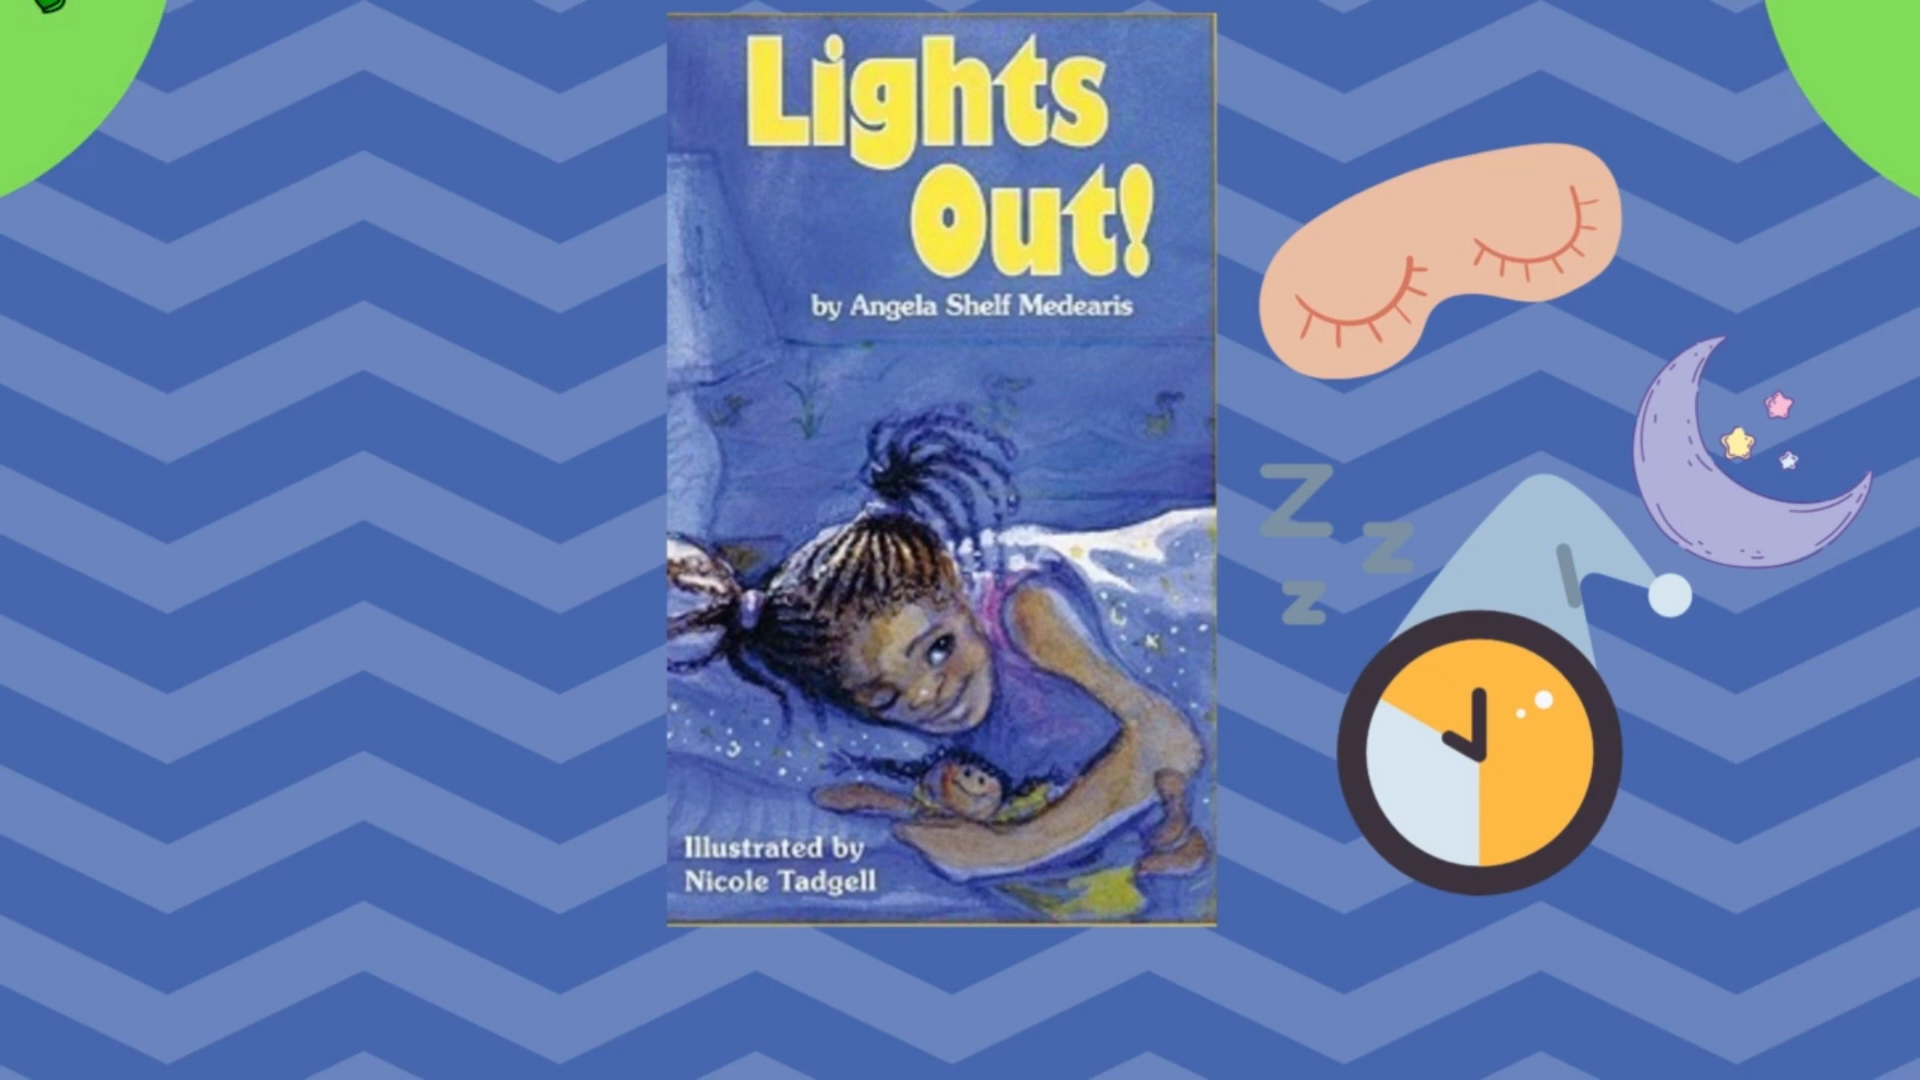 Lights
Out!
by Angela Shelf Medearis
Illustrated by
Nicole Tadgell
Z
Z
Z